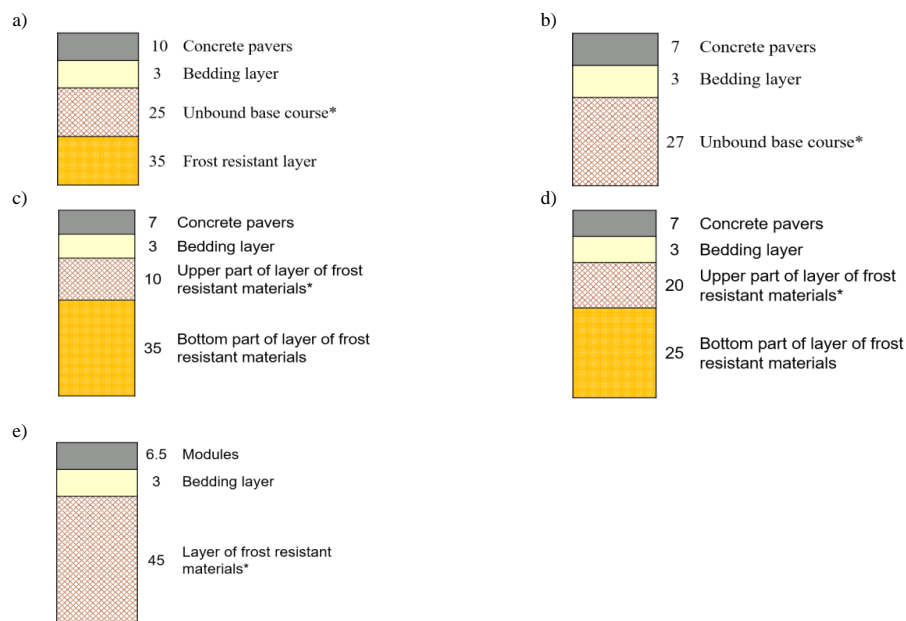 a)
10 Concrete pavers
3 Bedding layer
25 Unbound base course*
35 Frost resistant layer
b)
7 Concrete pavers
3 Bedding layer
27 Unbound base course*
c)
7 Concrete pavers
3 Bedding layer
10 Upper part of layer of frost
resistant materials*
35 Bottom part of layer of frost
resistant materials
d)
7 Concrete pavers
3 Bedding layer
20 Upper part of layer of frost
resistant materials*
25 Bottom part of layer of frost
resistant materials
e)
6.5 Modules
3 Bedding layer
45 Layer of frost resistant
materials*